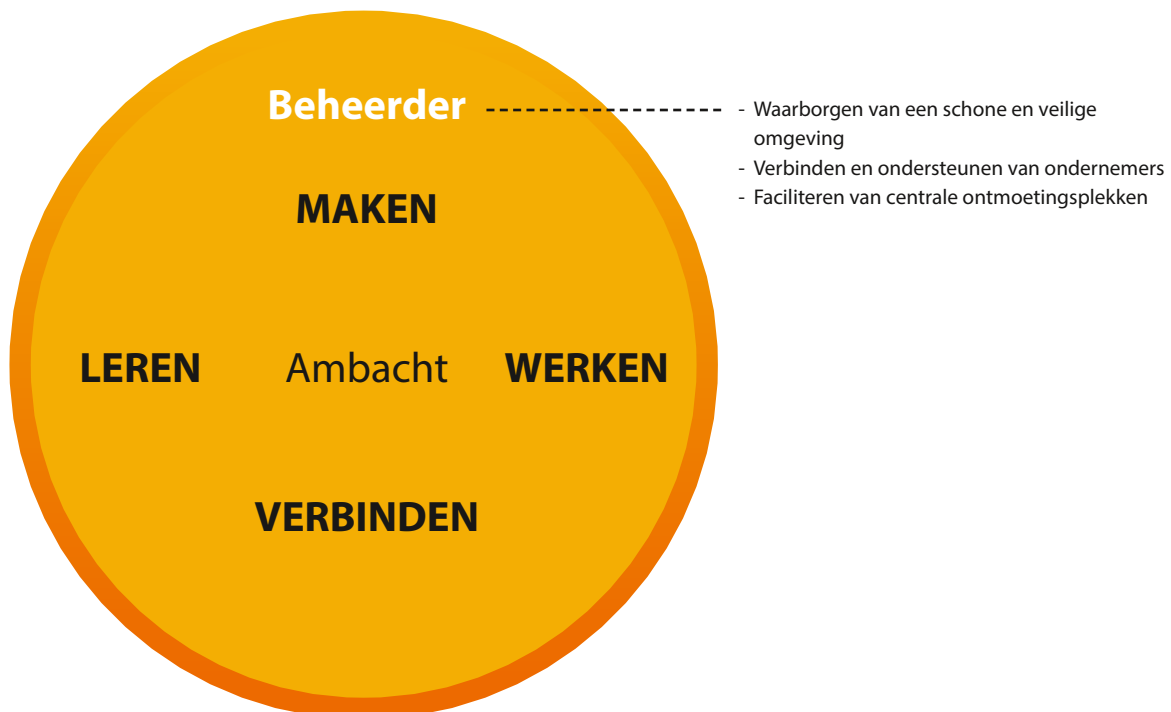 Beheerder
- Waarborgen van een schone en veilige
omgeving
- Verbinden en ondersteunen van ondernemers
- Faciliteren van centrale ontmoetingsplekken
MAKEN
LEREN Ambacht WERKEN
VERBINDEN